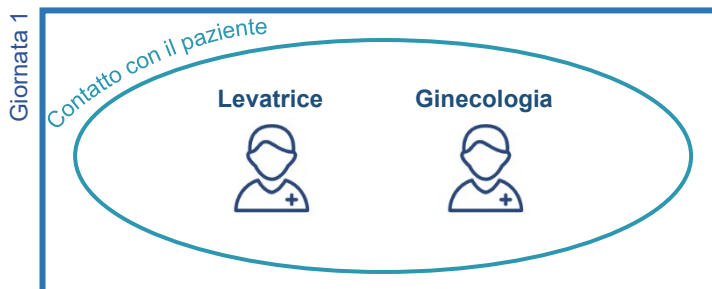 Giornata 1
Contatto con il paziente
Levatrice
Ginecologia